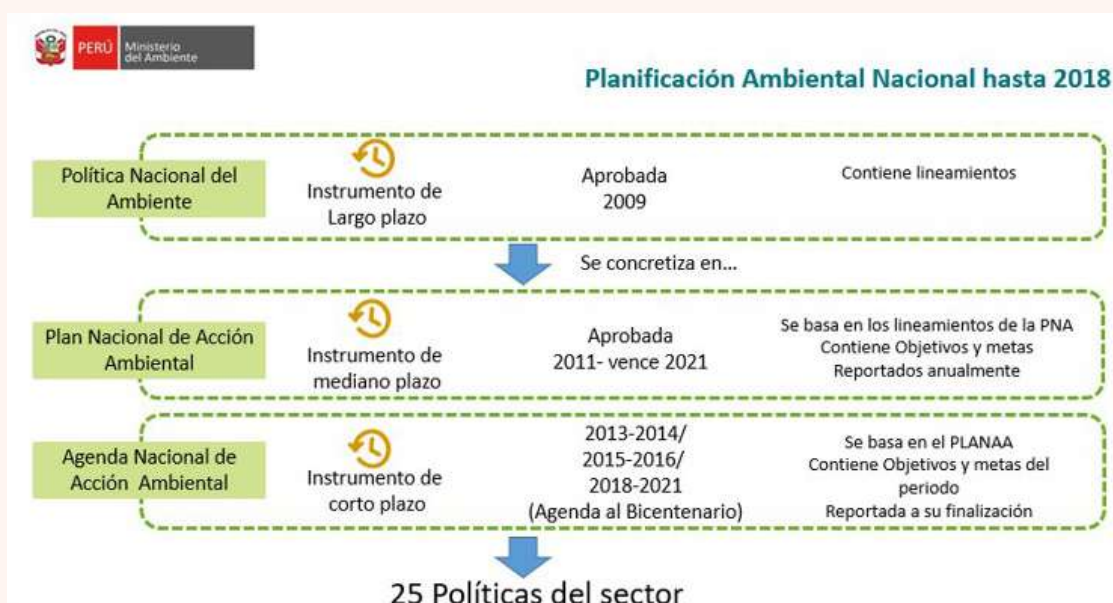 PERÚ
Ministerio
del Ambiente
Planificación Ambiental Nacional hasta 2018
Política Nacional del
Ambiente
Instrumento de
Largo plazo
Aprobada
2009
Contiene lineamientos
Se concretiza en...
Plan Nacional de Acción
Ambiental
Instrumento de
mediano plazo
Aprobada
2011- vence 2021
Se basa en los lineamientos de la PNA
Contiene Objetivos y metas
Reportados anualmente
Agenda Nacional de
Acción Ambiental
Instrumento de
corto plazo
2013-2014/
2015-2016/
2018-2021
(Agenda al Bicentenario)
Se basa en el PLANAA
Contiene Objetivos y metas del
periodo
Reportada a su finalización
25 Políticas del sector